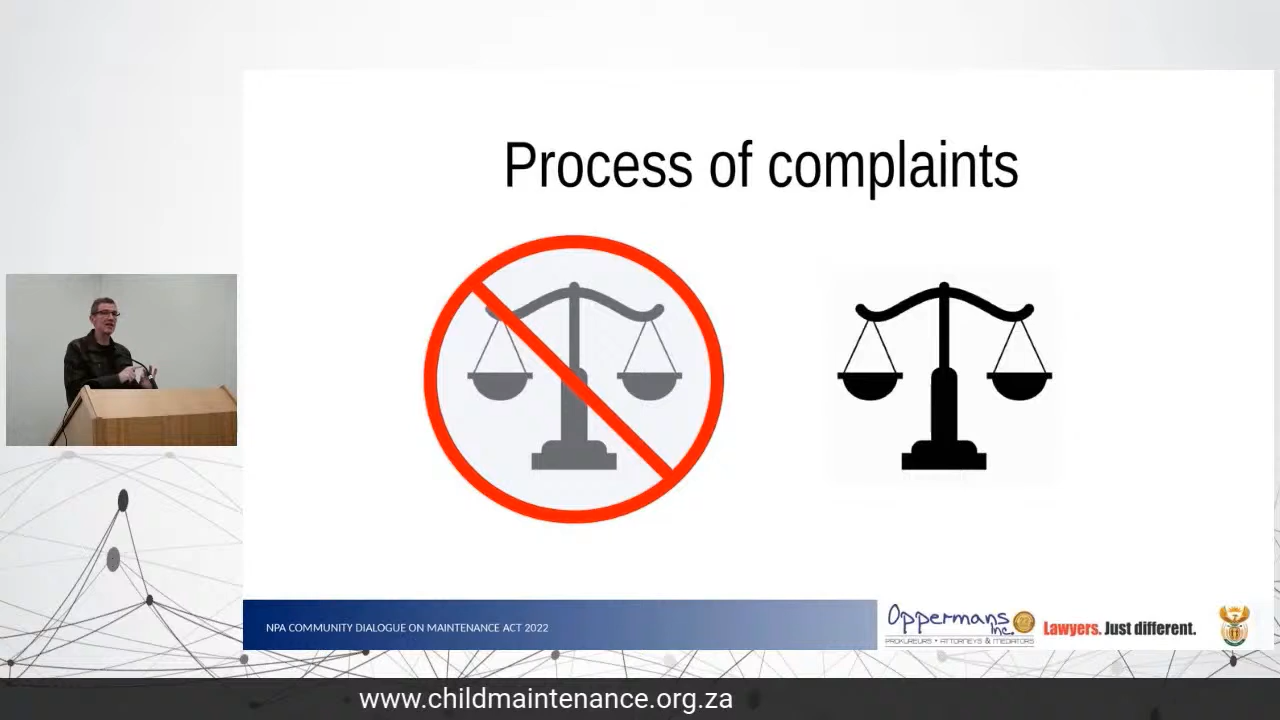 Process of complaints
NPA COMMUNITY DIALOGUE ON MAINTENANCE ACT 2022
Oppermans
Inc.
PROKUREURS • ATTORNEYS & MEDIATORS
Lawyers. Just different.
www.childmaintenance.org.za